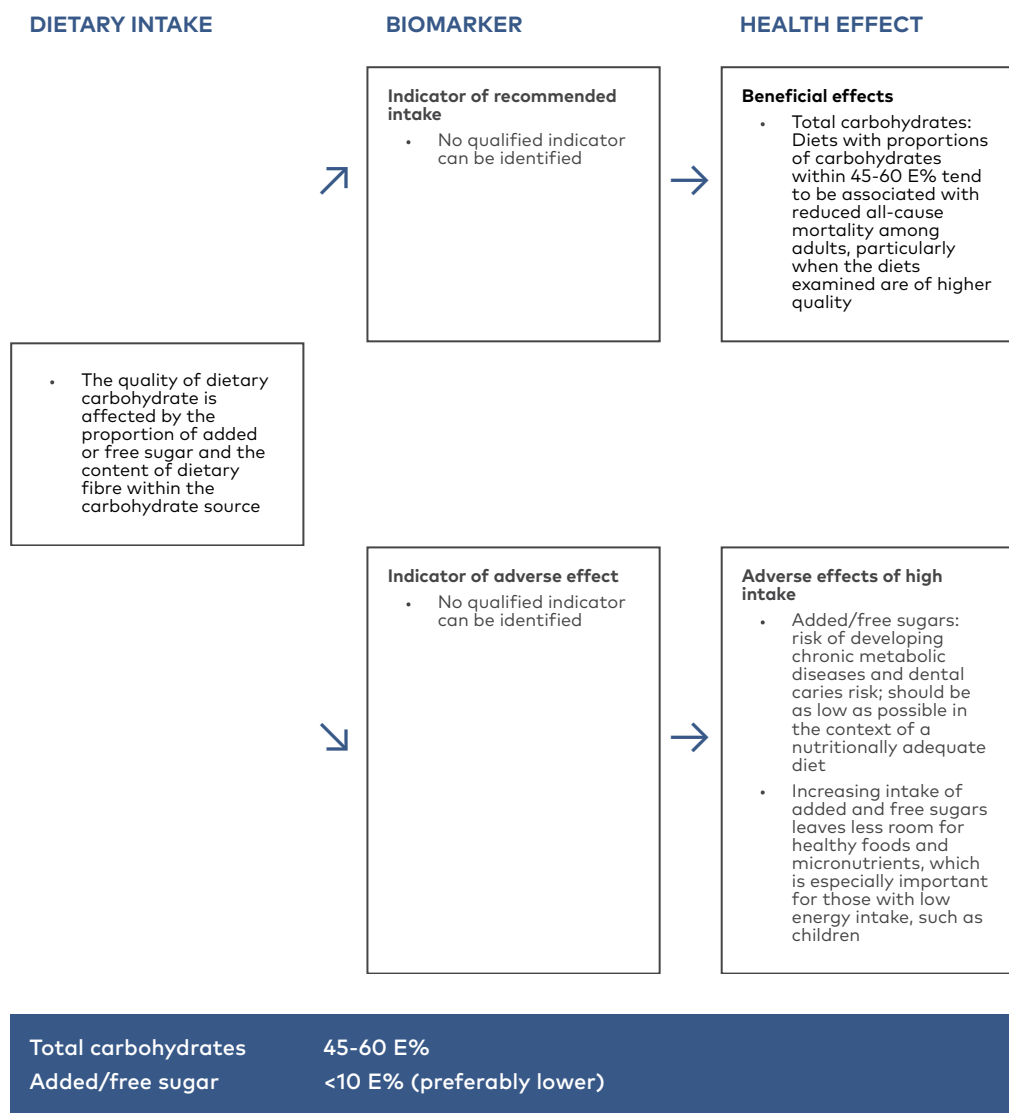 DIETARY INTAKE
BIOMARKER
HEALTH EFFECT
Indicator of recommended
intake
• No qualified indicator
can be identified
Beneficial effects
• Total carbohydrates:
Diets with proportions
of carbohydrates
within 45-60 E% tend
to be associated with
reduced all-cause
mortality among
adults, particularly
when the diets
examined are of higher
quality
• The quality of dietary
carbohydrate is
affected by the
proportion of added
or free sugar and the
content of dietary
fibre within the
carbohydrate source
Indicator of adverse effect
• No qualified indicator
can be identified
Adverse effects of high
intake
• Added/free sugars:
risk of developing
chronic metabolic
diseases and dental
caries risk; should be
as low as possible in
the context of a
nutritionally adequate
diet
• Increasing intake of
added and free sugars
leaves less room for
healthy foods and
micronutrients, which
is especially important
for those with low
energy intake, such as
children
Total carbohydrates 45-60 E%
Added/free sugar <10 E% (preferably lower)